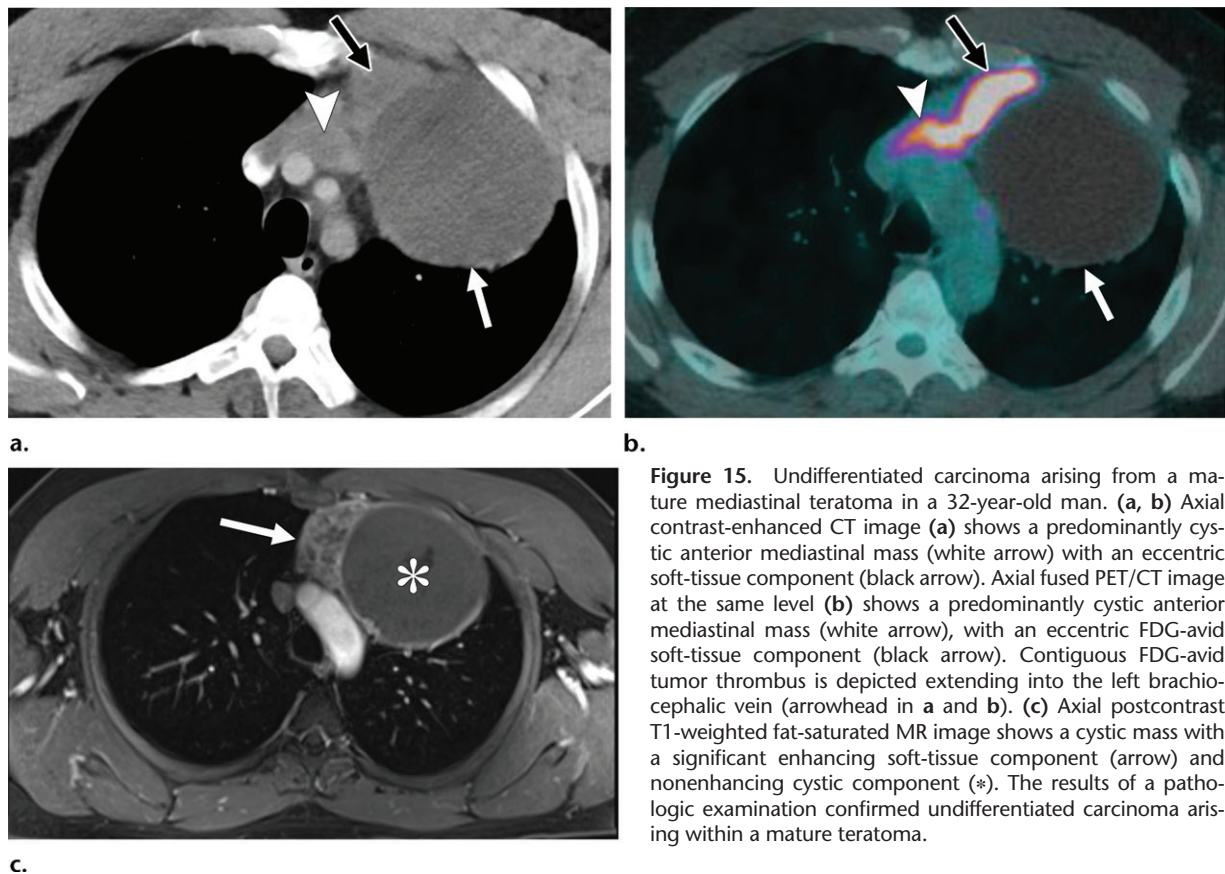 a.
b.
Figure 15. Undifferentiated carcinoma arising from a ma-
ture mediastinal teratoma in a 32-year-old man. (a, b) Axial
contrast-enhanced CT image (a) shows a predominantly cys-
tic anterior mediastinal mass (white arrow) with an eccentric
soft-tissue component (black arrow). Axial fused PET/CT image
at the same level (b) shows a predominantly cystic anterior
mediastinal mass (white arrow), with an eccentric FDG-avid
soft-tissue component (black arrow). Contiguous FDG-avid
tumor thrombus is depicted extending into the left brachio-
cephalic vein (arrowhead in a and b). (c) Axial postcontrast
T1-weighted fat-saturated MR image shows a cystic mass with
a significant enhancing soft-tissue component (arrow) and
nonenhancing cystic component (*). The results of a patho-
logic examination confirmed undifferentiated carcinoma aris-
ing within a mature teratoma.
c.